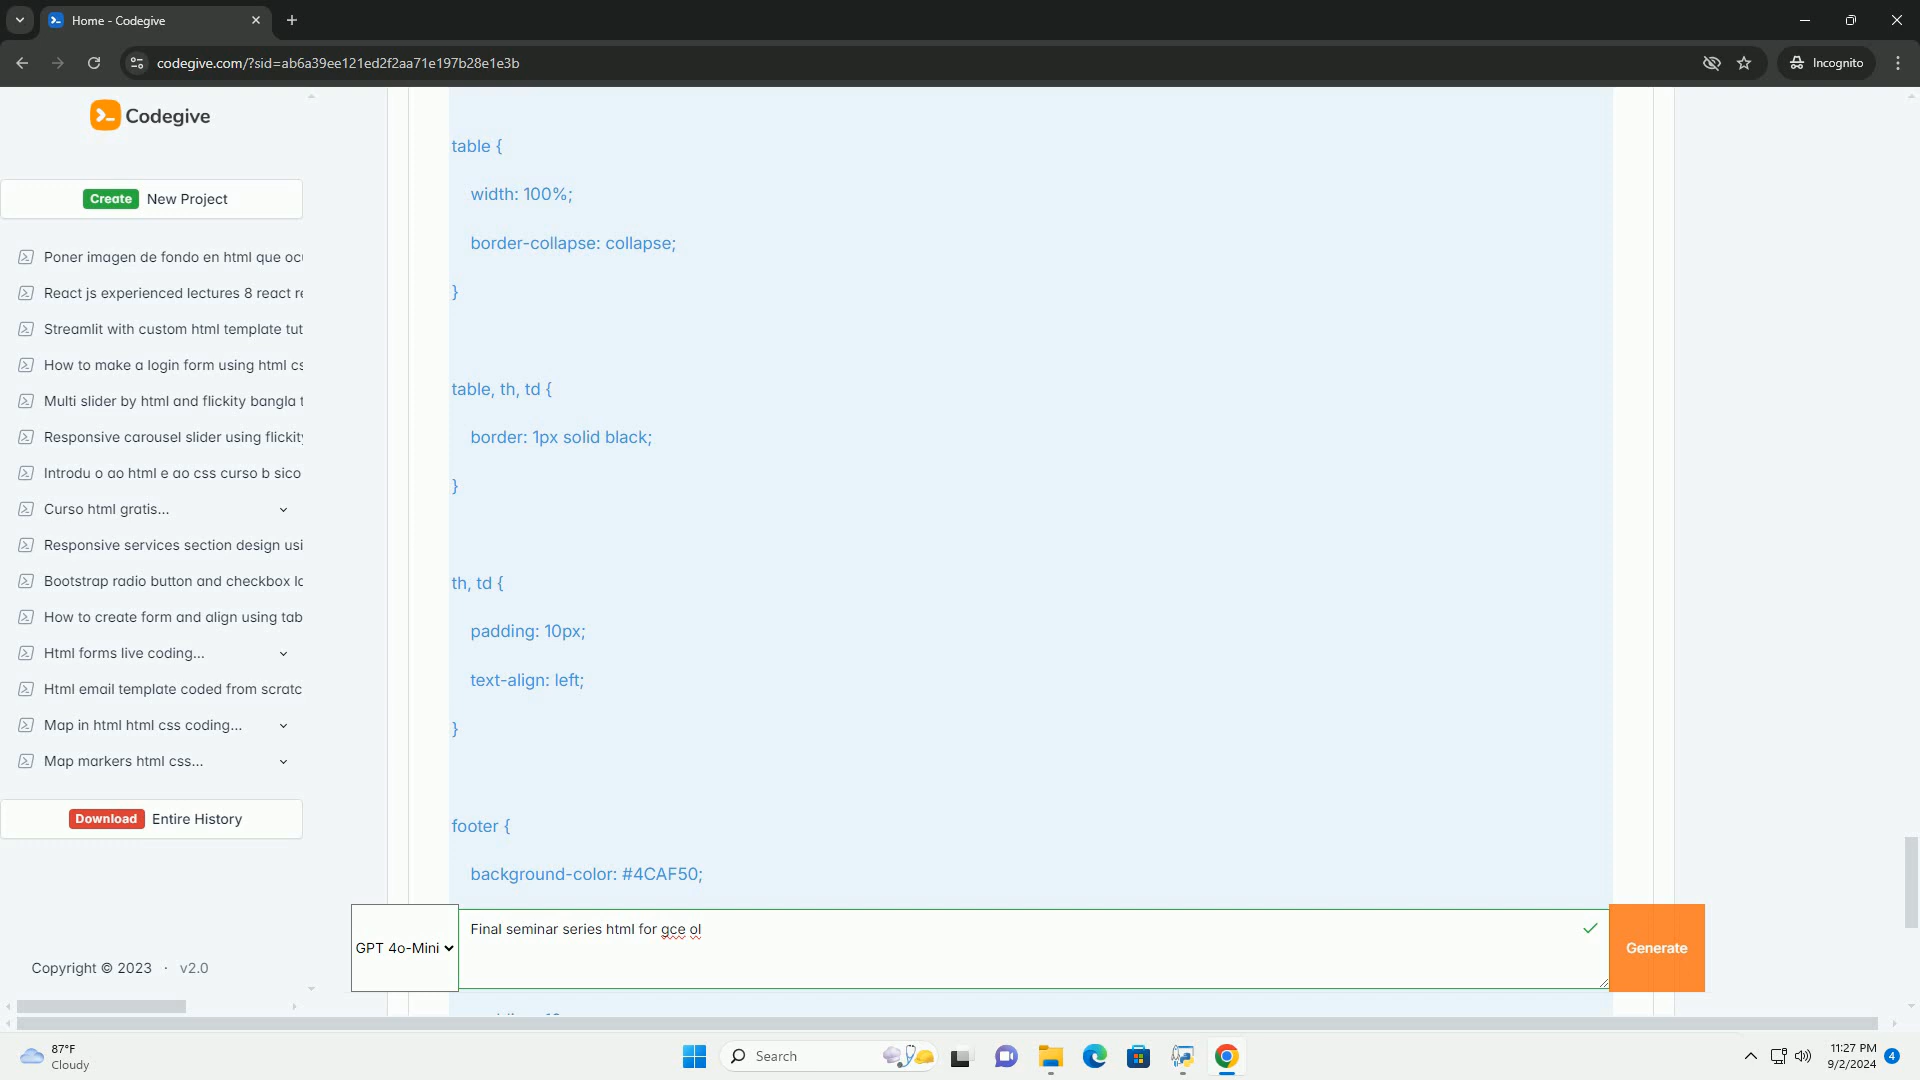 Home - Codegive
codegive.com/?sid=ab6a39ee121ed2f2aa71e197b28e1e3b
Incognito
Codegive
Create New Project
Poner imagen de fondo en html que
React js experienced lectures 8 react
Streamlit with custom html template tut
How to make a login form using html
Multi slider by html and flickity bangla
Responsive carousel slider using flickity
Introdu o ao html e ao css curso b sico
Curso html gratis...
Responsive services section design usi
Bootstrap radio button and checkbox
How to create form and align using tab
Html forms live coding...
Html email template coded from scratc
Map in html html css coding...
Map markers html css...
Download Entire History
Copyright © 2023 · v2.0
table {
width: 100%;
border-collapse: collapse;
}
table, th, td {
border: 1px solid black;
}
th, td {
padding: 10px;
text-align: left;
}
footer {
background-color: #4CAF50;
GPT 4o-Mini
Final seminar series html for gce ol
Generate
87°F
Cloudy
Search
11:27 PM
9/2/2024
4